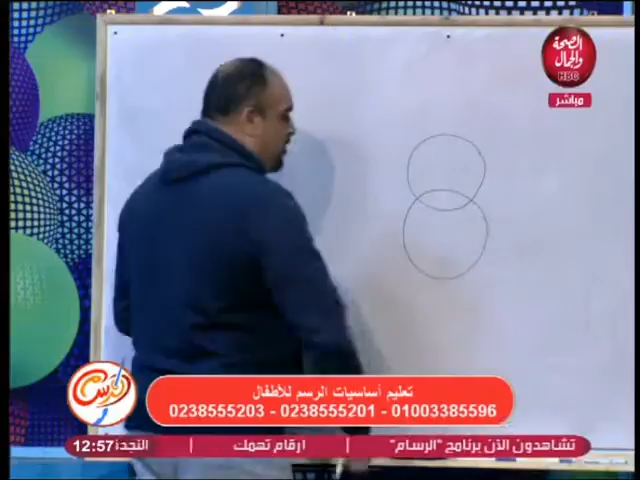 الصحة
والجمال
HBC
مباشر
تعليم أساسيات الرسم للأطفال
0238555203 - 0238555201 - 01003385596
تشاهدون الآن برنامج "الرسام" | ارقام تهمك | النجدة 12:57